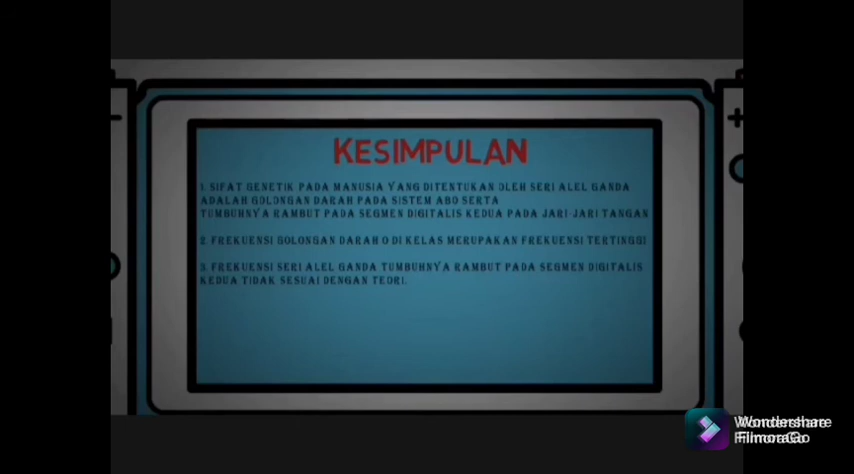 KESIMPULAN
1. SIFAT GENETIK PADA MANUSIA YANG DITENTUKAN OLEH SERI ALEL GANDA
ADALAH GOLONGAN DARAH PADA SISTEM ABO SERTA
TUMBUHNYA RAMBUT PADA SEGMEN DIGITALIS KEDUA PADA JARI-JARI TANGAN
2. FREKUENSI GOLONGAN DARAH O DI KELAS MERUPAKAN FREKUENSI TERTINGGI
3. FREKUENSI SERI ALEL GANDA TUMBUHNYA RAMBUT PADA SEGMEN DIGITALIS
KEDUA TIDAK SESUAI DENGAN TEORI.
Wondershare
FilmoraGo